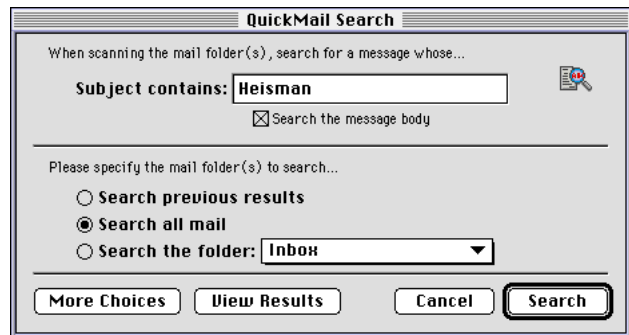 QuickMail Search
When scanning the mail folder(s), search for a message whose...
Subject contains: Heisman
Search the message body
Please specify the mail folder(s) to search...
Search previous results
Search all mail
Search the folder: Inbox
More Choices View Results Cancel Search